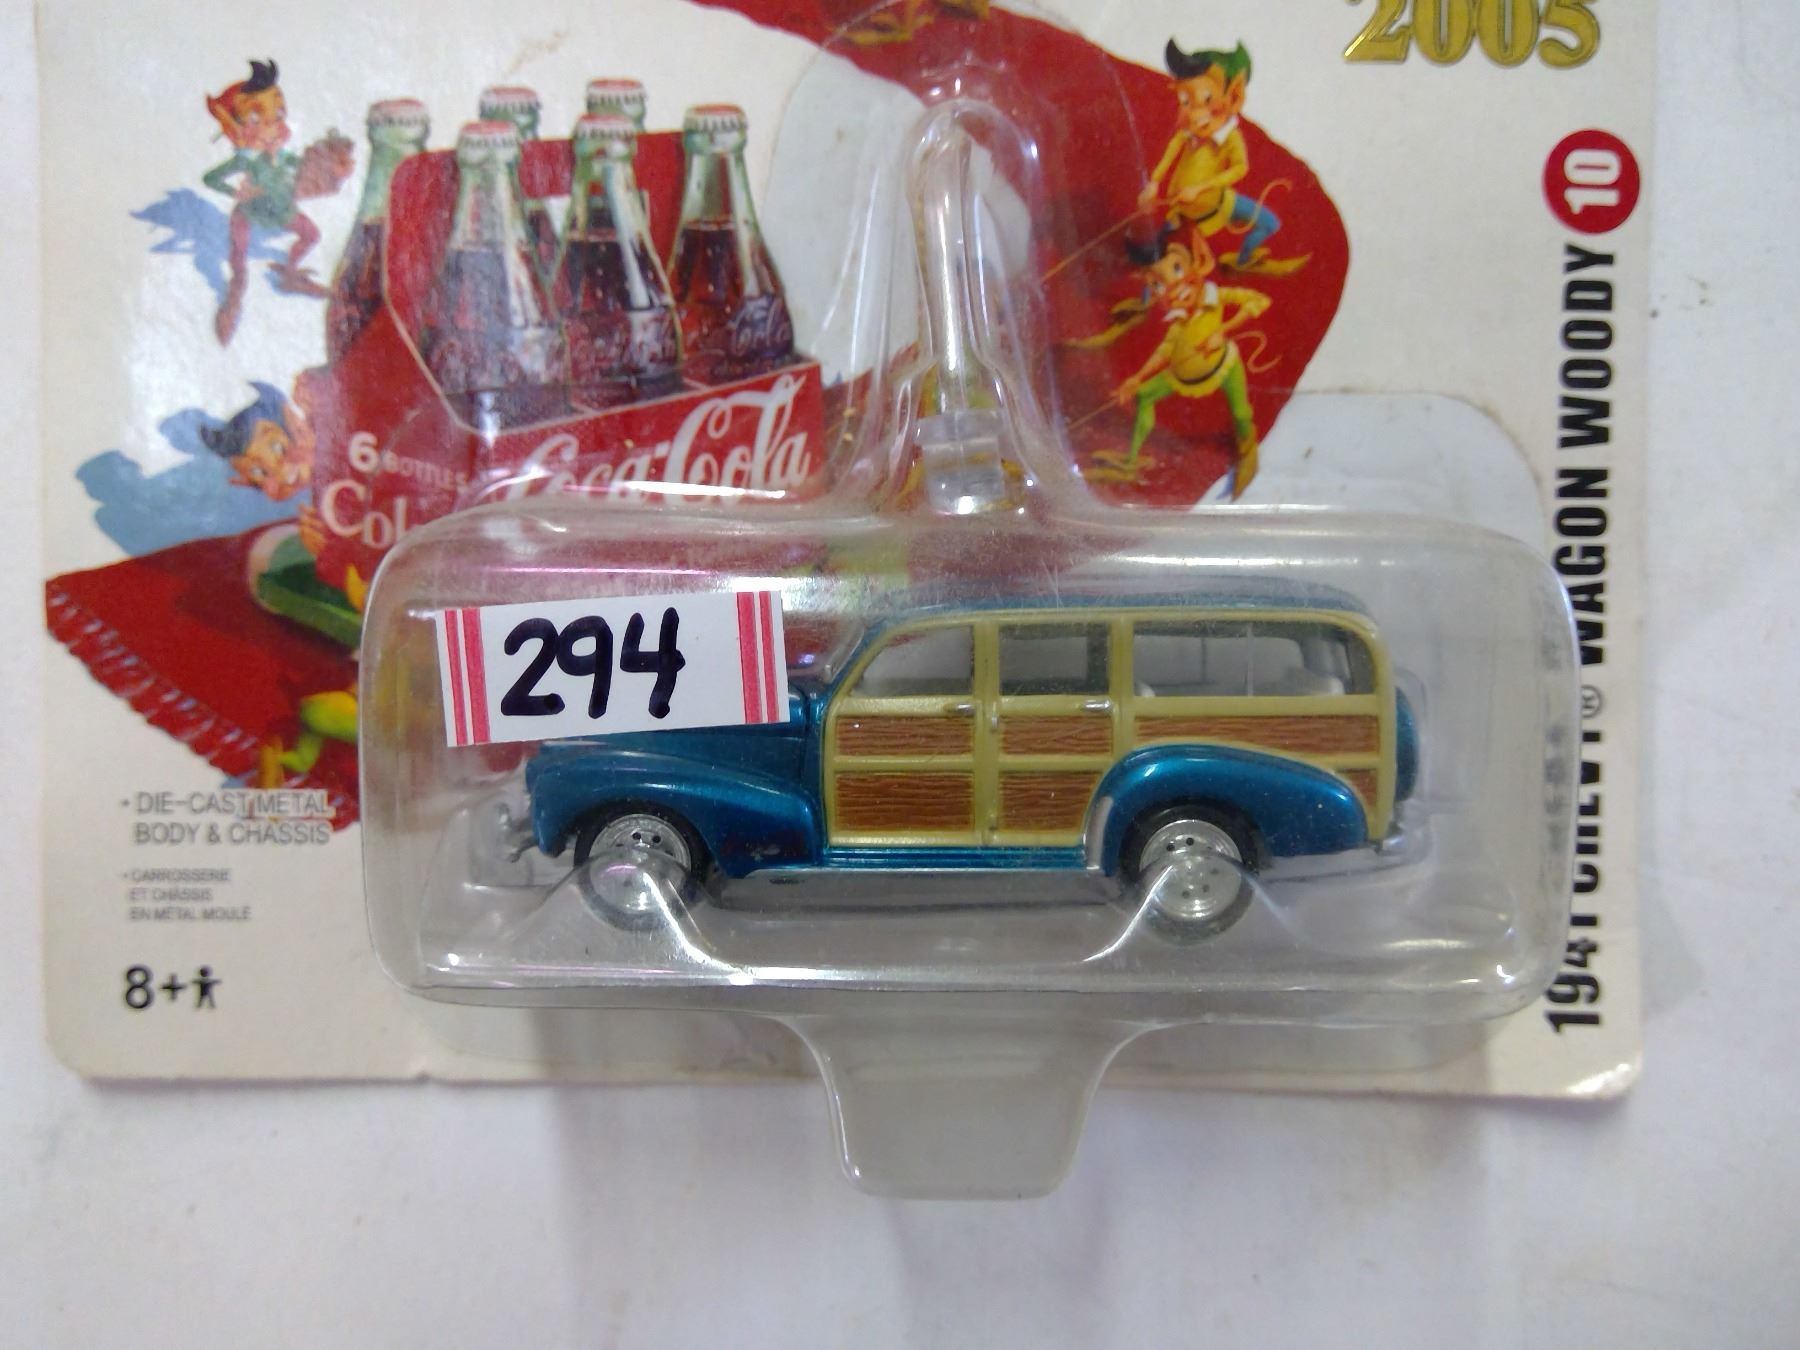 2005
10
1941 CHEVY® WAGON WOODY
6 BOTTLES
Coca-Cola
294
• DIE-CAST METAL
BODY & CHASSIS
• CARROSSERIE
ET CHÂSSIS
EN MÉTAL MOULÉ
8+